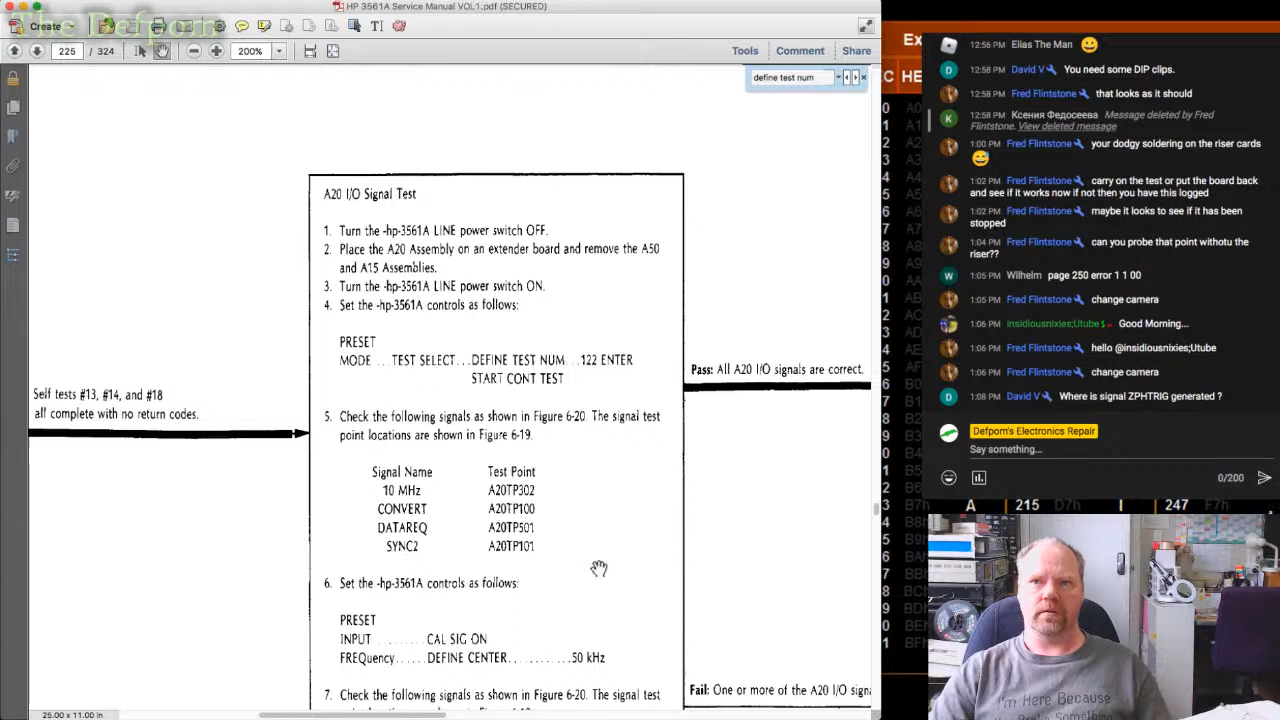 HP 3561A Service Manual VOL1.pdf (SECURED)
The Defpom
Create
225 / 324
200%
Tools
Comment
Share
define test num
A20 I/O Signal Test
1. Turn the -hp-3561A LINE power switch OFF.
2. Place the A20 Assembly on an extender board and remove the A50
and A15 Assemblies.
3. Turn the -hp-3561A LINE power switch ON.
4. Set the -hp-3561A controls as follows:
PRESET
MODE ...TEST SELECT...DEFINE TEST NUM...122 ENTER
START CONT TEST
5. Check the following signals as shown in Figure 6-20. The signal test
point locations are shown in Figure 6-19.
Signal Name Test Point
10 MHz A20TP302
CONVERT A20TP100
DATAREQ A20TP501
SYNC2 A20TP101
6. Set the -hp-3561A controls as follows:
PRESET
INPUT......... CAL SIG ON
FREQuency...... DEFINE CENTER............50 kHz
7. Check the following signals as shown in Figure 6-20. The signal test
Self tests #13, #14, and #18
all complete with no return codes.
Pass: All A20 I/O signals are correct.
Fail: One or more of the A20 I/O signa
25.00 x 11.00 in
12:56 PM Elias The Man
12:58 PM David V You need some DIP clips.
12:58 PM Fred Flintstone that looks as it should
12:58 PM Ксения Федосеева Message deleted by Fred
Flintstone. View deleted message
1:00 PM Fred Flintstone your dodgy soldering on the riser cards
1:02 PM Fred Flintstone carry on the test or put the board back
and see if it works now if not then you have this logged
1:02 PM Fred Flintstone maybe it looks to see if it has been
stopped
1:04 PM Fred Flintstone can you probe that point withotu the
riser??
1:05 PM Wilhelm page 250 error 1 1 00
1:05 PM Fred Flintstone change camera
1:06 PM insidiousnixies;Utube Good Morning...
1:06 PM Fred Flintstone hello @insidiousnixies;Utube
1:06 PM Fred Flintstone change camera
1:08 PM David V Where is signal ZPHTRIG generated ?
Defpom's Electronics Repair
Say something...
0/200
B7h A 215 D7h I 247 F7h
I'm Here Because